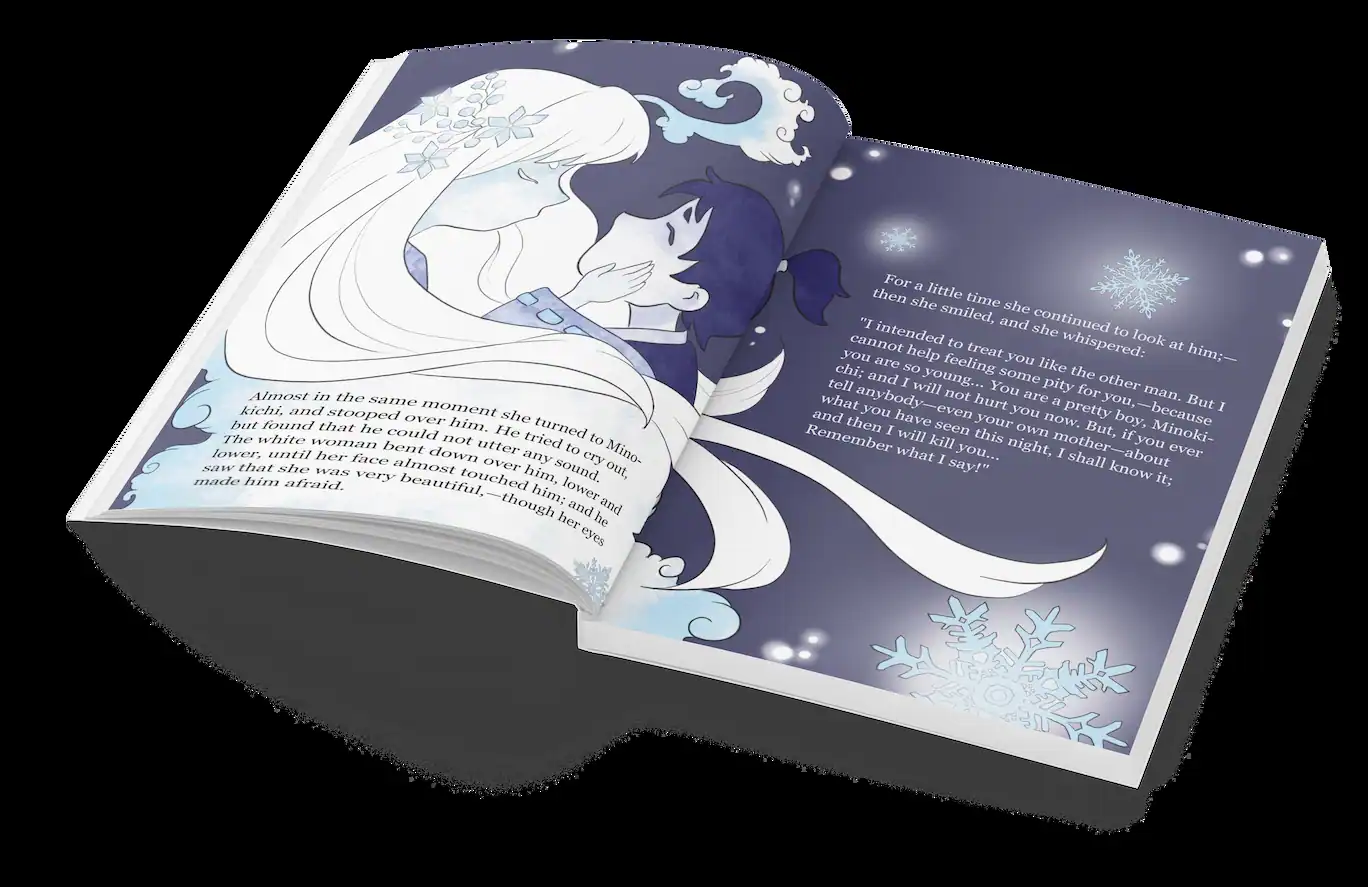 Almost in the same moment she turned to Mino-
kichi, and stooped over him. He tried to cry out,
but found that he could not utter any sound.
The white woman bent down over him, lower and
lower, until her face almost touched him; and he
saw that she was very beautiful,—though her eyes
made him afraid.
For a little time she continued to look at him;—
then she smiled, and she whispered:
"I intended to treat you like the other man. But I
cannot help feeling some pity for you,—because
you are so young... You are a pretty boy, Minoki-
chi; and I will not hurt you now. But, if you ever
tell anybody—even your own mother—about
what you have seen this night, I shall know it;
and then I will kill you...
Remember what I say!"